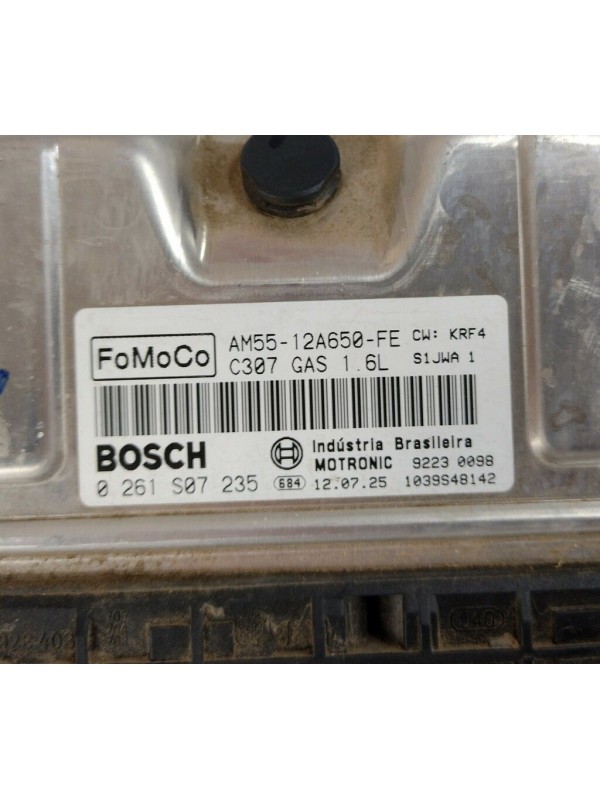 FoMoCo AM55-12A650-FE CW: KRF4
C307 GAS 1.6L S1JWA 1
BOSCH Indústria Brasileira
MOTRONIC 9223 0098
0 261 S07 235 684 12.07.25 1039S48142